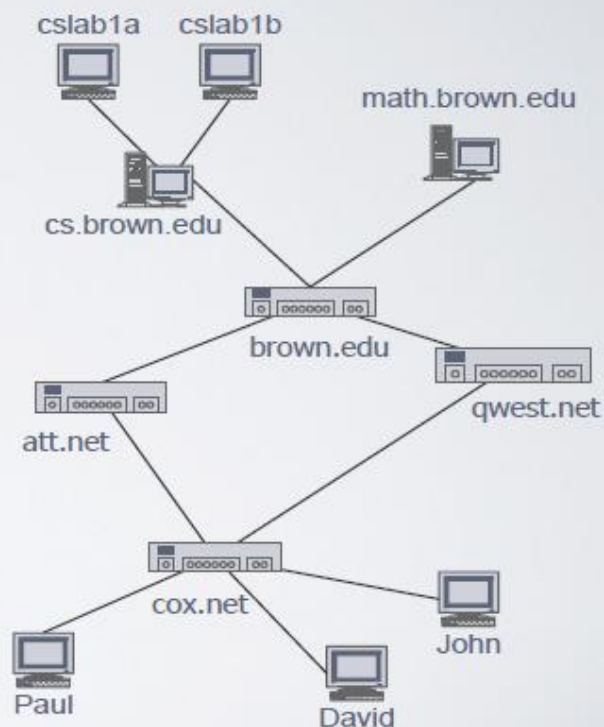 cslab1a cslab1b
math.brown.edu
cs.brown.edu
brown.edu
qwest.net
att.net
cox.net
John
Paul
David